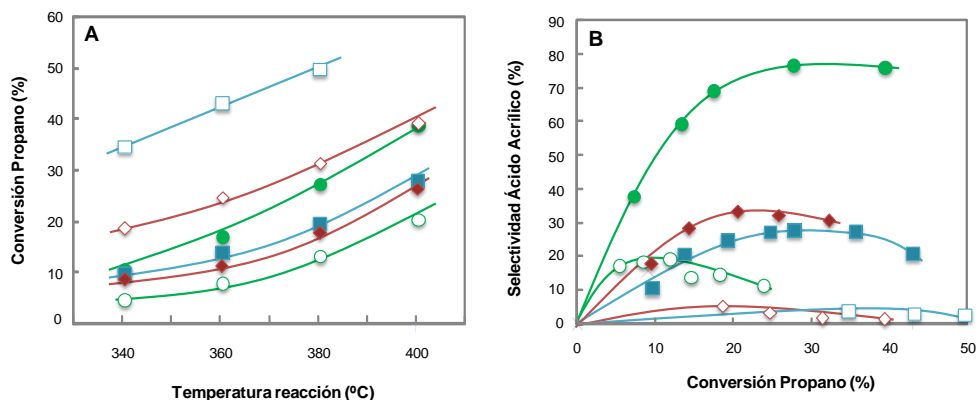 A
Conversión Propano (%)
60
50
40
30
20
10
0
340 360 380 400
Temperatura reacción (ºC)
B
Selectividad Ácido Acrílico (%)
90
80
70
60
50
40
30
20
10
0
0 10 20 30 40 50
Conversión Propano (%)